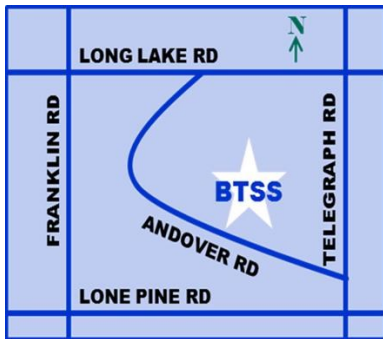 N
LONG LAKE RD
FRANKLIN RD
TELEGRAPH RD
BTSS
ANDOVER RD
LONE PINE RD